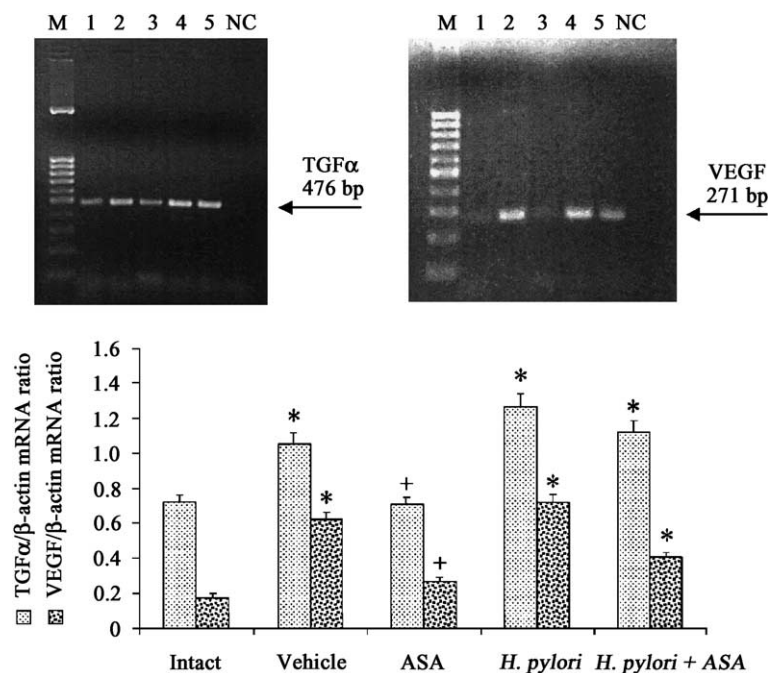 M 1 2 3 4 5 NC
TGFα
476 bp
M 1 2 3 4 5 NC
VEGF
271 bp
TGFα/β-actin mRNA ratio
VEGF/β-actin mRNA ratio
1.6
1.4
1.2
1.0
0.8
0.6
0.4
0.2
0
*
*
+
+
*
*
*
*
Intact Vehicle ASA H. pylori H. pylori + ASA